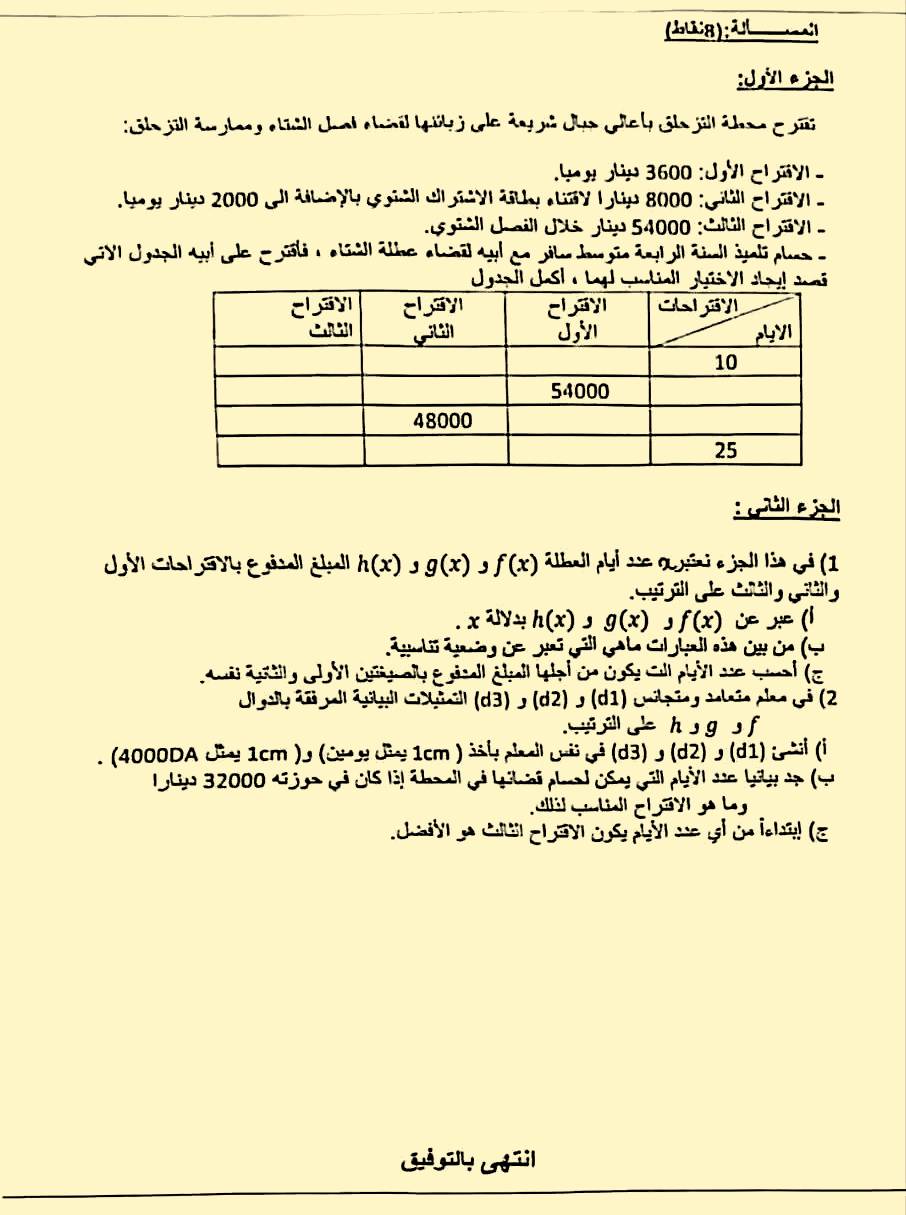 المســـــألة:(8نقاط)
الجزء الأول:
تقترح محطة التزحلق بأعالي جبال شريعة على زبائنها لقضاء فصل الشتاء وممارسة التزحلق:
- الاقتراح الأول: 3600 دينار يوميا.
- الاقتراح الثاني: 8000 دينارا لاقتناء بطاقة الاشتراك الشتوي بالإضافة الى 2000 دينار يوميا.
- الاقتراح الثالث: 54000 دينار خلال الفصل الشتوي.
- حسام تلميذ السنة الرابعة متوسط سافر مع أبيه لقضاء عطلة الشتاء ، فأقترح على أبيه الجدول الاتي
قصد إيجاد الاختيار المناسب لهما ، أكمل الجدول
الاقتراحات الاقتراح الاقتراح الاقتراح
الايام الأول الثاني الثالث
10
54000
48000
25
الجزء الثاني :
1) في هذا الجزء نعتبر x عدد أيام العطلة f(x) و g(x) و h(x) المبلغ المدفوع بالاقتراحات الأول
والثاني والثالث على الترتيب.
أ) عبر عن f(x) و g(x) و h(x) بدلالة x .
ب) من بين هذه العبارات ماهي التي تعبر عن وضعية تناسبية.
ج) أحسب عدد الأيام الت يكون من أجلها المبلغ المدفوع بالصيغتين الأولى والثانية نفسه.
2) في معلم متعامد ومتجانس (d1) و (d2) و (d3) التمثيلات البيانية المرفقة بالدوال
f و g و h على الترتيب.
أ) أنشئ (d1) و (d2) و (d3) في نفس المعلم بأخذ ( 1cm يمثل يومين) و( 1cm يمثل 4000DA) .
ب) جد بيانيا عدد الأيام التي يمكن لحسام قضائها في المحطة إذا كان في حوزته 32000 دينارا
وما هو الاقتراح المناسب لذلك.
ج) إبتداءاً من أي عدد الأيام يكون الاقتراح الثالث هو الأفضل.
انتهى بالتوفيق